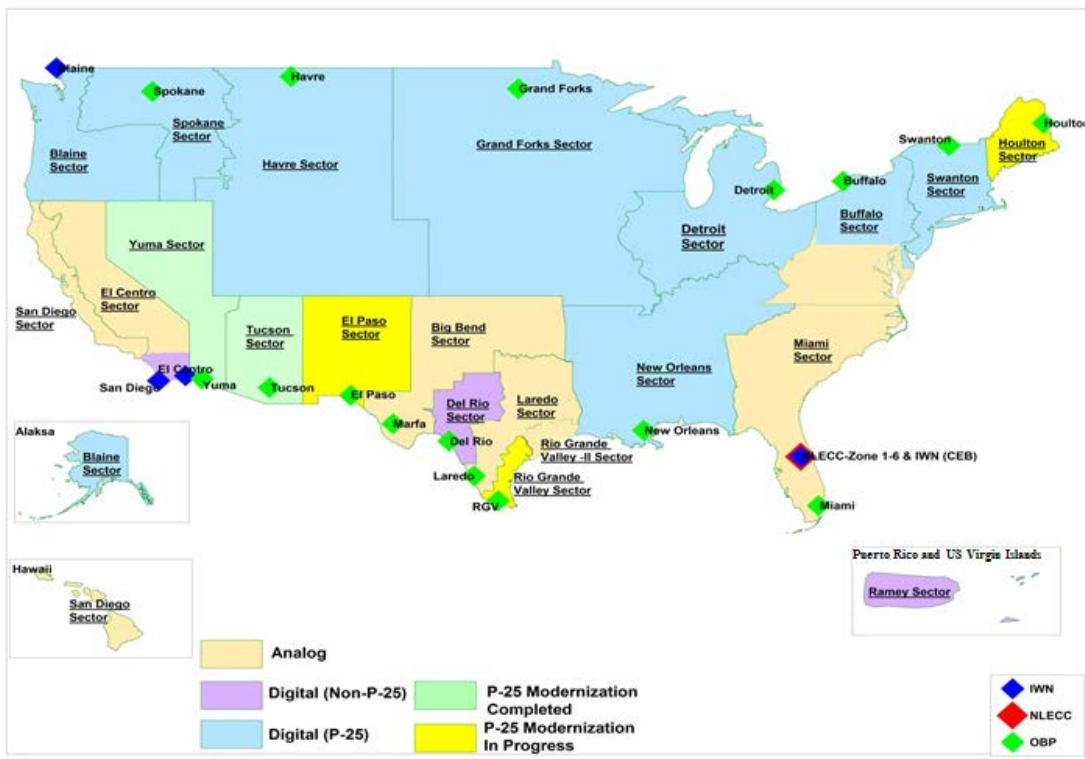 Blaine
Spokane
Havre
Grand Forks
Houlton
Spokane
Sector
Swanton
Houlton
Sector
Blaine
Sector
Havre Sector
Grand Forks Sector
Detroit
Buffalo
Swanton
Sector
Buffalo
Sector
Detroit
Sector
Yuma Sector
El Centro
Sector
San Diego
Sector
Tucson
Sector
El Paso
Sector
Big Bend
Sector
Miami
Sector
New Orleans
Sector
El Centro
San Diego
Yuma
Tucson
El Paso
Del Rio
Sector
Laredo
Sector
Marfa
New Orleans
Del Rio
Rio Grande
Valley -II Sector
Alaksa
Blaine
Sector
NLECC-Zone 1-6 & IWN (CEB)
Laredo
Rio Grande
Valley Sector
RGV
Miami
Puerto Rico and US Virgin Islands
Ramey Sector
Hawaii
San Diego
Sector
Analog
Digital (Non-P-25)
Digital (P-25)
P-25 Modernization
Completed
P-25 Modernization
In Progress
IWN
NLECC
OBP